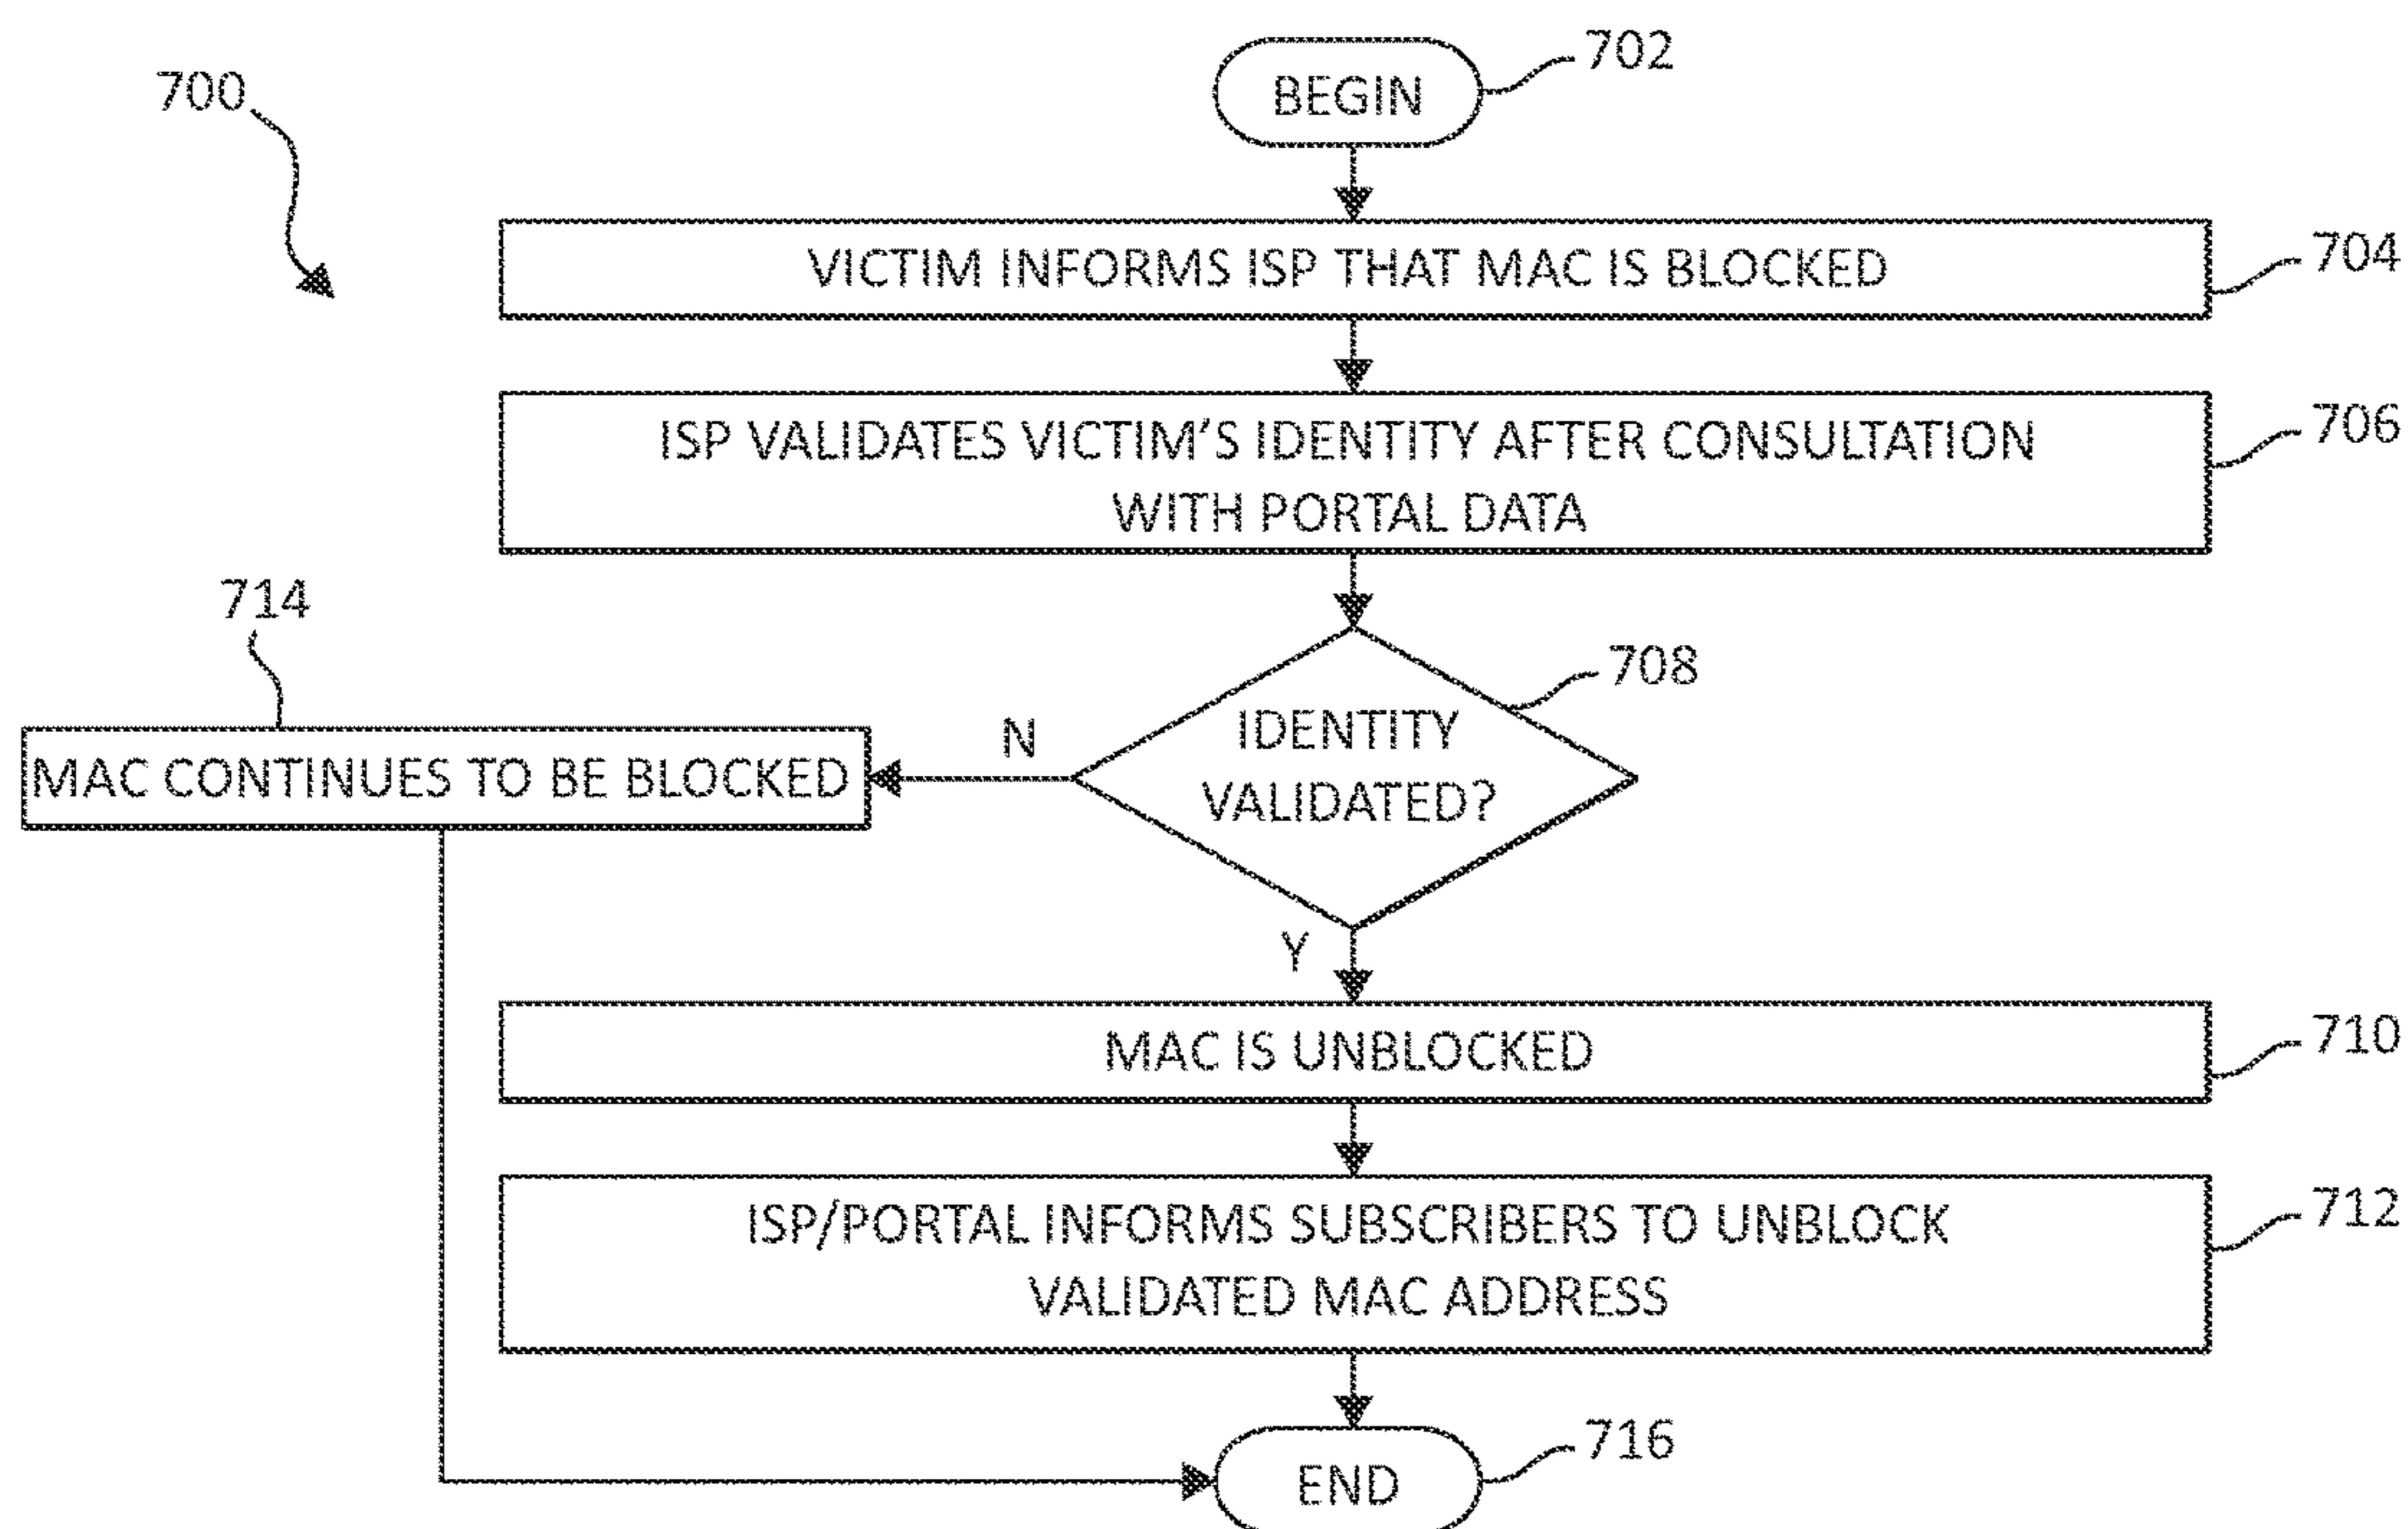 702
BEGIN
700
VICTIM INFORMS ISP THAT MAC IS BLOCKED
704
ISP VALIDATES VICTIM'S IDENTITY AFTER CONSULTATION
WITH PORTAL DATA
706
714
708
IDENTITY
VALIDATED?
N
MAC CONTINUES TO BE BLOCKED
Y
MAC IS UNBLOCKED
710
ISP/PORTAL INFORMS SUBSCRIBERS TO UNBLOCK
VALIDATED MAC ADDRESS
712
716
END